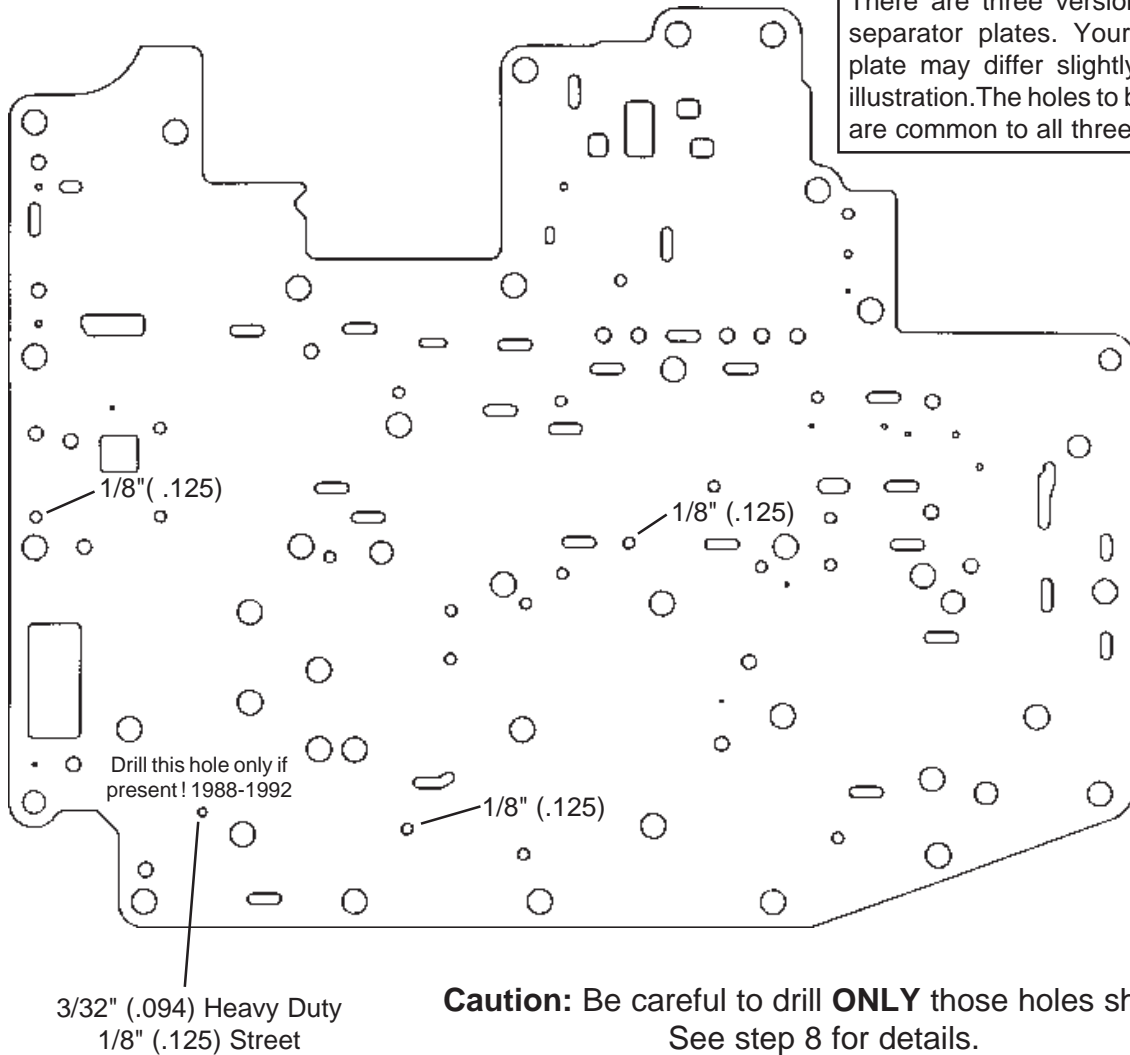 There are three version
separator plates. Your
plate may differ slightly
illustration.The holes to b
are common to all three
1/8"( .125)
1/8" (.125)
Drill this hole only if
present! 1988-1992
1/8" (.125)
3/32" (.094) Heavy Duty
1/8" (.125) Street
Caution: Be careful to drill ONLY those holes sh
See step 8 for details.